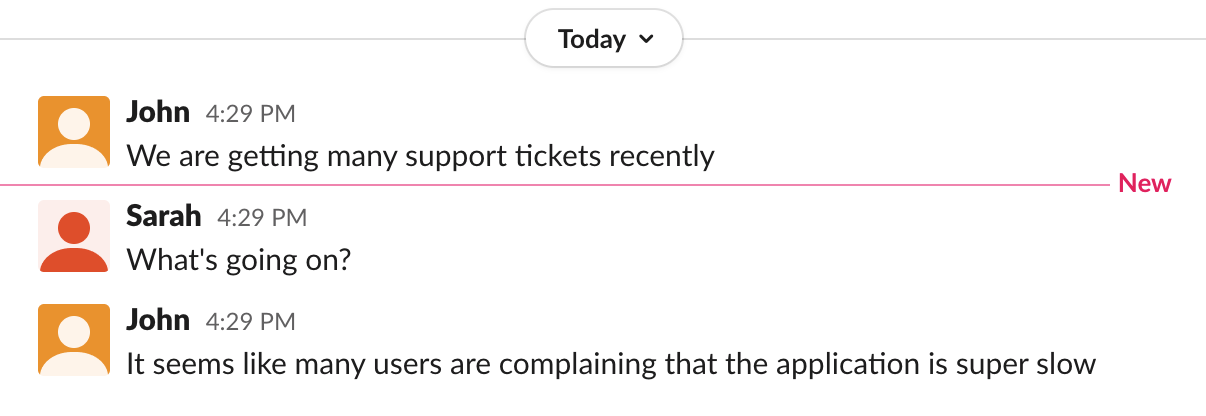 Today
John 4:29 PM
We are getting many support tickets recently
New
Sarah 4:29 PM
What's going on?
John 4:29 PM
It seems like many users are complaining that the application is super slow